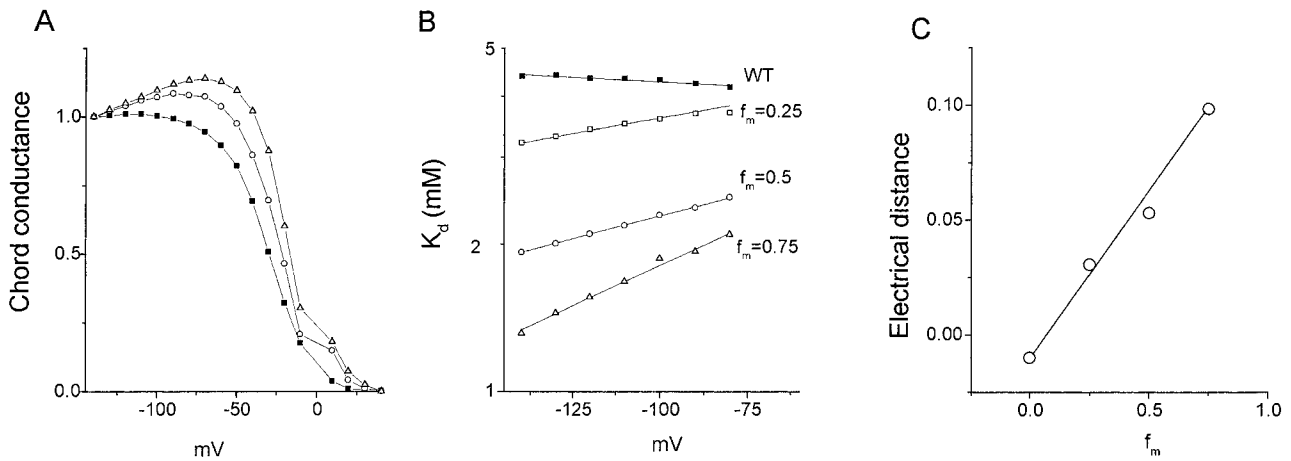 A
Chord conductance
1.0
0.5
0.0
-100
-50
0
mV
B
K_d (mM)
5
2
1
WT
f_m=0.25
f_m=0.5
f_m=0.75
-125
-100
-75
mV
C
Electrical distance
0.10
0.05
0.00
0.0
0.5
1.0
f_m